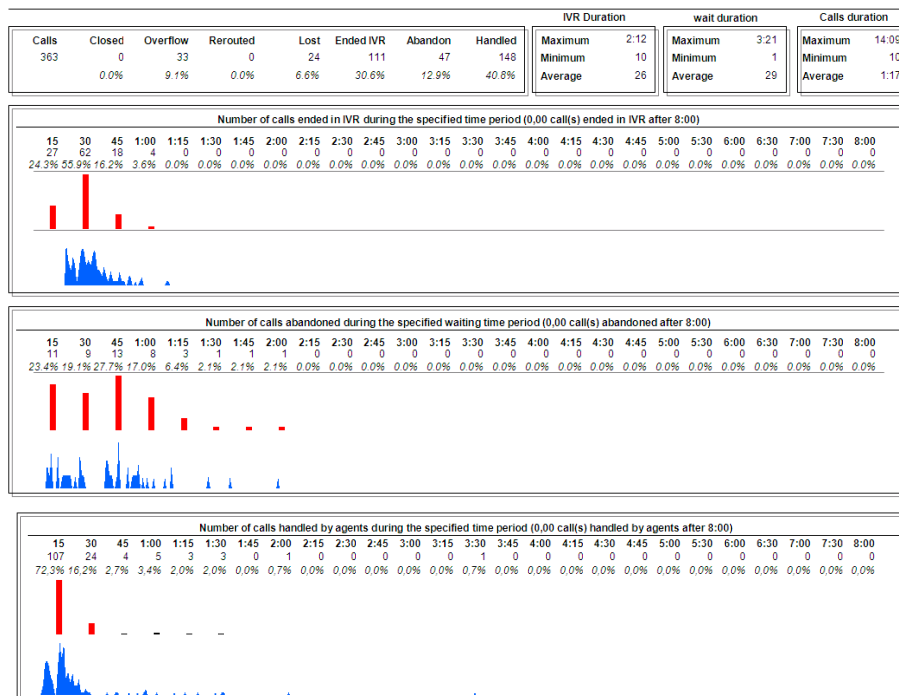 IVR Duration wait duration Calls duration
Calls Closed Overflow Rerouted Lost Ended IVR Abandon Handled Maximum 2:12 Maximum 3:21 Maximum 14:09
363 0 33 0 24 111 47 148 Minimum 10 Minimum 1 Minimum 10
0.0% 9.1% 0.0% 6.6% 30.6% 12.9% 40.8% Average 26 Average 29 Average 1:17
Number of calls ended in IVR during the specified time period (0,00 call(s) ended in IVR after 8:00)
15 30 45 1:00 1:15 1:30 1:45 2:00 2:15 2:30 2:45 3:00 3:15 3:30 3:45 4:00 4:15 4:30 4:45 5:00 5:30 6:00 6:30 7:00 7:30 8:00
27 62 18 4 0 0 0 0 0 0 0 0 0 0 0 0 0 0 0 0 0 0 0 0 0 0
24.3% 55.9% 16.2% 3.6% 0.0% 0.0% 0.0% 0.0% 0.0% 0.0% 0.0% 0.0% 0.0% 0.0% 0.0% 0.0% 0.0% 0.0% 0.0% 0.0% 0.0% 0.0% 0.0% 0.0% 0.0% 0.0%
Number of calls abandoned during the specified waiting time period (0,00 call(s) abandoned after 8:00)
15 30 45 1:00 1:15 1:30 1:45 2:00 2:15 2:30 2:45 3:00 3:15 3:30 3:45 4:00 4:15 4:30 4:45 5:00 5:30 6:00 6:30 7:00 7:30 8:00
11 9 13 8 3 1 1 1 0 0 0 0 0 0 0 0 0 0 0 0 0 0 0 0 0 0
23.4% 19.1% 27.7% 17.0% 6.4% 2.1% 2.1% 2.1% 0.0% 0.0% 0.0% 0.0% 0.0% 0.0% 0.0% 0.0% 0.0% 0.0% 0.0% 0.0% 0.0% 0.0% 0.0% 0.0% 0.0% 0.0%
Number of calls handled by agents during the specified time period (0,00 call(s) handled by agents after 8:00)
15 30 45 1:00 1:15 1:30 1:45 2:00 2:15 2:30 2:45 3:00 3:15 3:30 3:45 4:00 4:15 4:30 4:45 5:00 5:30 6:00 6:30 7:00 7:30 8:00
107 24 4 5 3 3 0 1 0 0 0 0 0 1 0 0 0 0 0 0 0 0 0 0 0 0
72,3% 16,2% 2,7% 3,4% 2,0% 2,0% 0,0% 0,7% 0,0% 0,0% 0,0% 0,0% 0,0% 0,7% 0,0% 0,0% 0,0% 0,0% 0,0% 0,0% 0,0% 0,0% 0,0% 0,0% 0,0% 0,0%